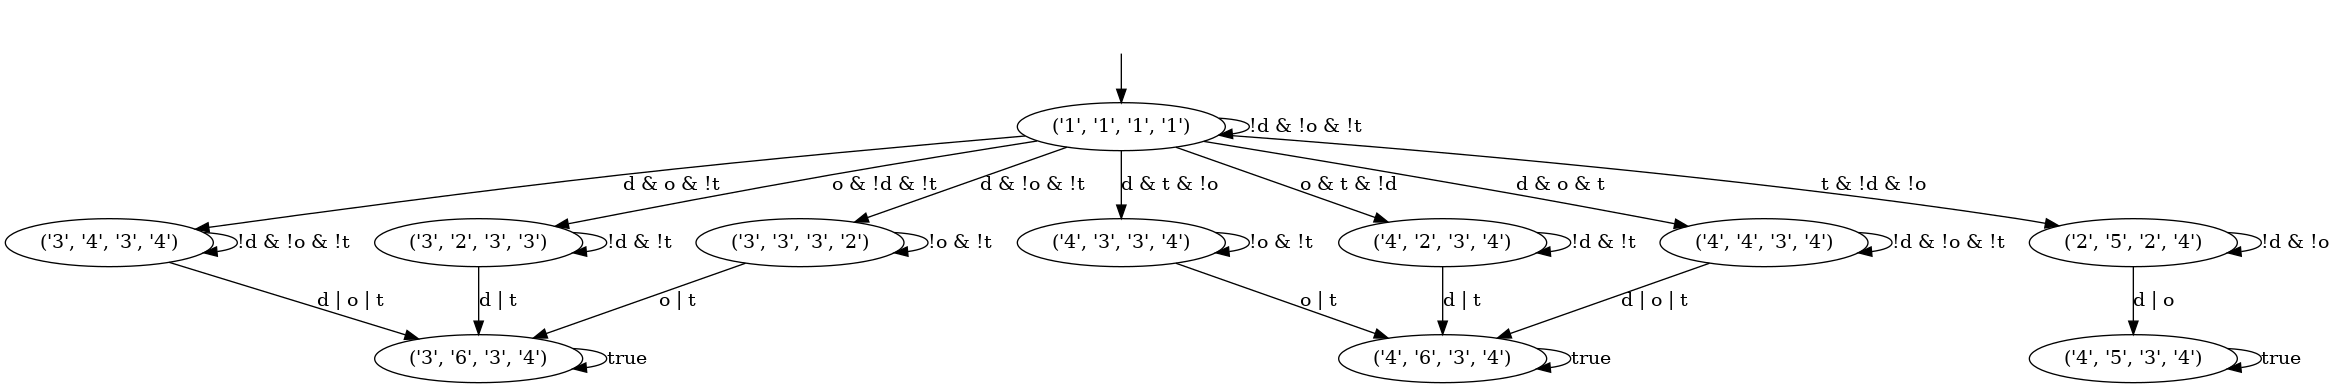 ('1', '1', '1', '1')
!d & !o & !t
d & o & !t
o & !d & !t
d & !o & !t
d & t & !o
o & t & !d
d & o & t
t & !d & !o
('3', '4', '3', '4')
!d & !o & !t
('3', '2', '3', '3')
!d & !t
('3', '3', '3', '2')
!o & !t
('4', '3', '3', '4')
!o & !t
('4', '2', '3', '4')
!d & !t
('4', '4', '3', '4')
!d & !o & !t
('2', '5', '2', '4')
!d & !o
d | o | t
d | t
o | t
o | t
d | t
d | o | t
d | o
('3', '6', '3', '4')
true
('4', '6', '3', '4')
true
('4', '5', '3', '4')
true